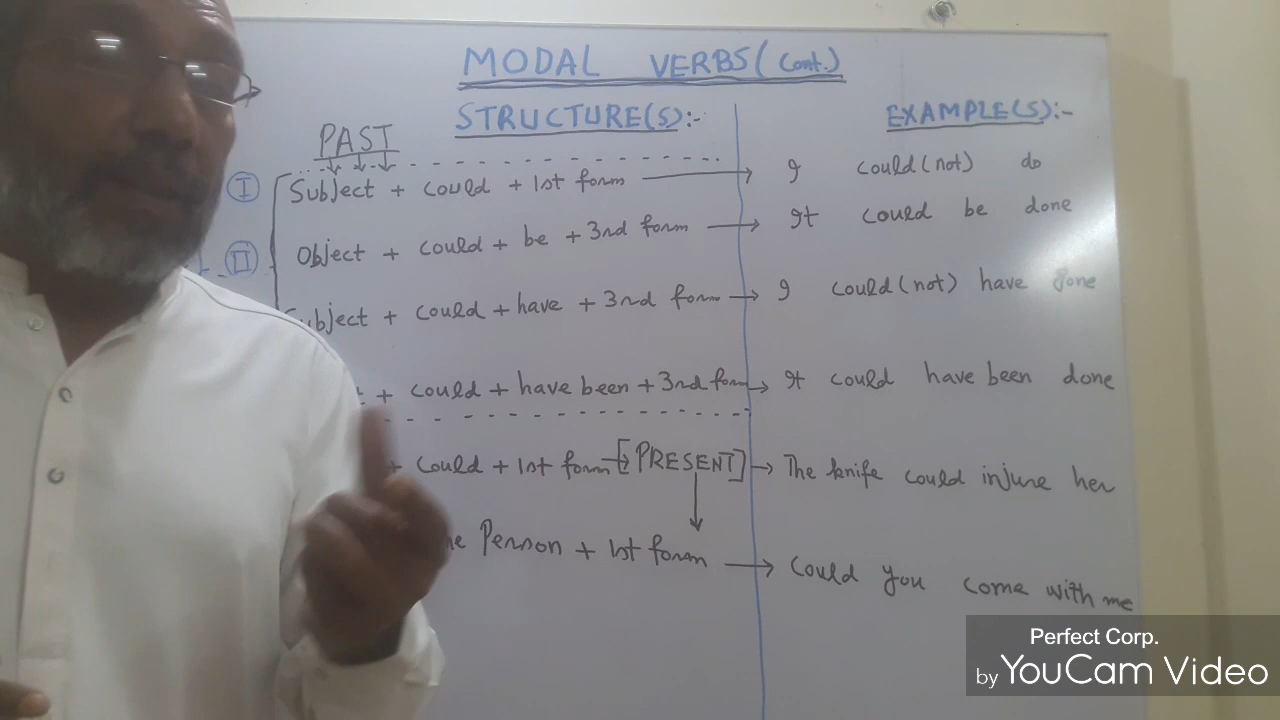 MODAL VERBS (Cont.)
STRUCTURE(S):-
EXAMPLE(S):-
PAST
I Subject + could + 1st form → I could (not) do
II Object + could + be + 3rd form → It could be done
Subject + could + have + 3rd form → I could (not) have gone
+ could + have been + 3rd form → It could have been done
+ could + 1st form → [PRESENT] → The knife could injure her
Person + 1st form → Could you come with me
Perfect Corp.
by YouCam Video